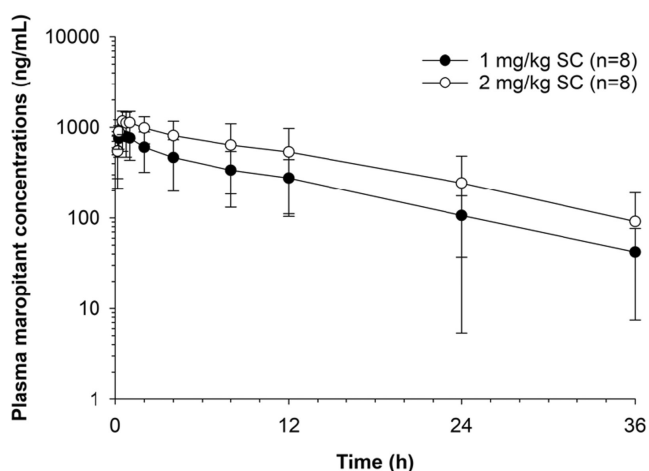 Plasma maropitant concentrations (ng/mL)
10000
1000
100
10
1
1 mg/kg SC (n=8)
2 mg/kg SC (n=8)
0
12
24
36
Time (h)